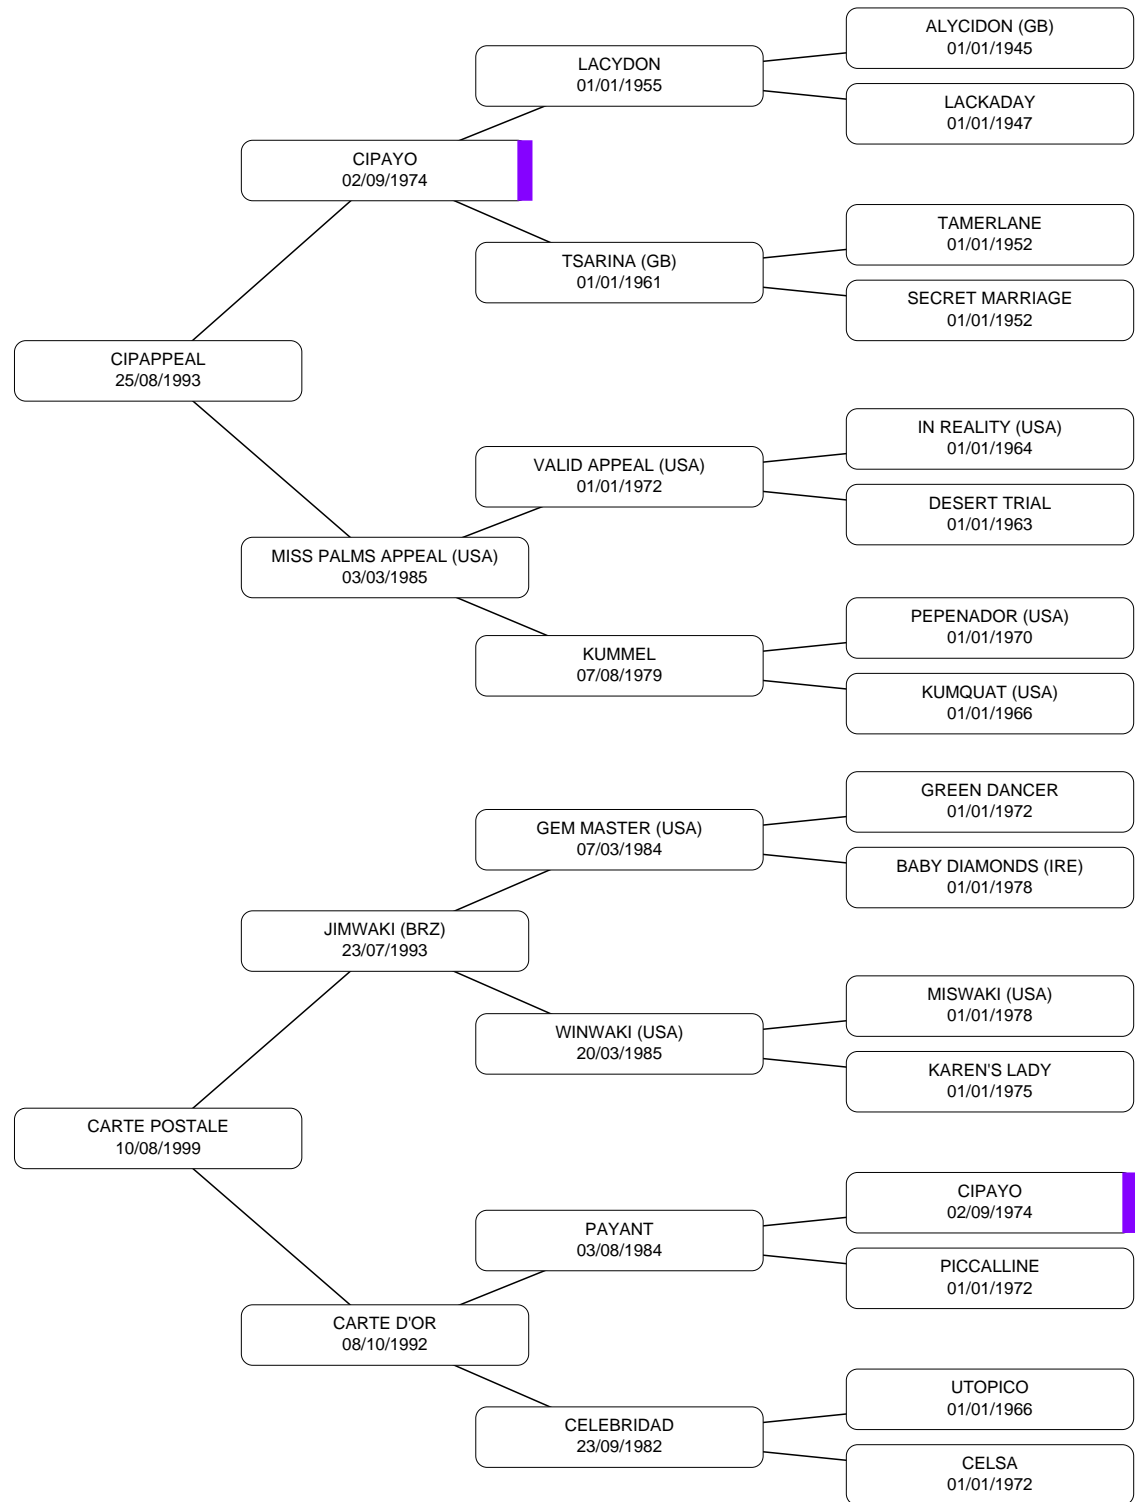 ALYCIDON (GB)
01/01/1945
LACYDON
01/01/1955
LACKADAY
01/01/1947
CIPAYO
02/09/1974
TAMERLANE
01/01/1952
TSARINA (GB)
01/01/1961
SECRET MARRIAGE
01/01/1952
CIPAPPEAL
25/08/1993
IN REALITY (USA)
01/01/1964
VALID APPEAL (USA)
01/01/1972
DESERT TRIAL
01/01/1963
MISS PALMS APPEAL (USA)
03/03/1985
PEPENADOR (USA)
01/01/1970
KUMMEL
07/08/1979
KUMQUAT (USA)
01/01/1966
GREEN DANCER
01/01/1972
GEM MASTER (USA)
07/03/1984
BABY DIAMONDS (IRE)
01/01/1978
JIMWAKI (BRZ)
23/07/1993
MISWAKI (USA)
01/01/1978
WINWAKI (USA)
20/03/1985
KAREN'S LADY
01/01/1975
CARTE POSTALE
10/08/1999
CIPAYO
02/09/1974
PAYANT
03/08/1984
PICCALLINE
01/01/1972
CARTE D'OR
08/10/1992
UTOPICO
01/01/1966
CELEBRIDAD
23/09/1982
CELSA
01/01/1972